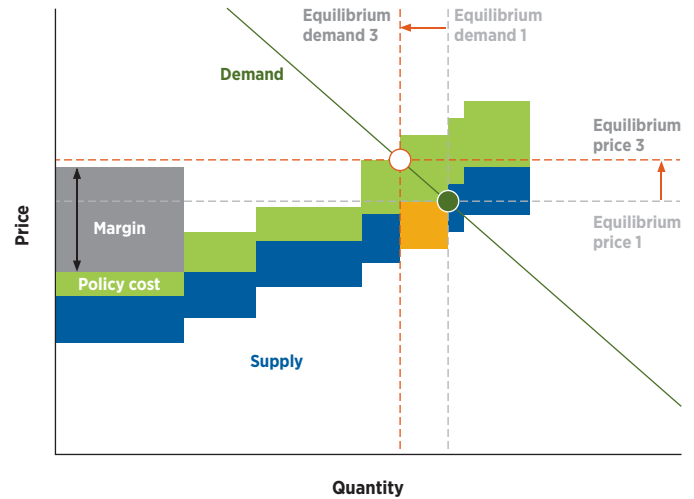 Equilibrium
demand 3
Equilibrium
demand 1
Demand
Equilibrium
price 3
Margin
Equilibrium
price 1
Policy cost
Supply
Price
Quantity